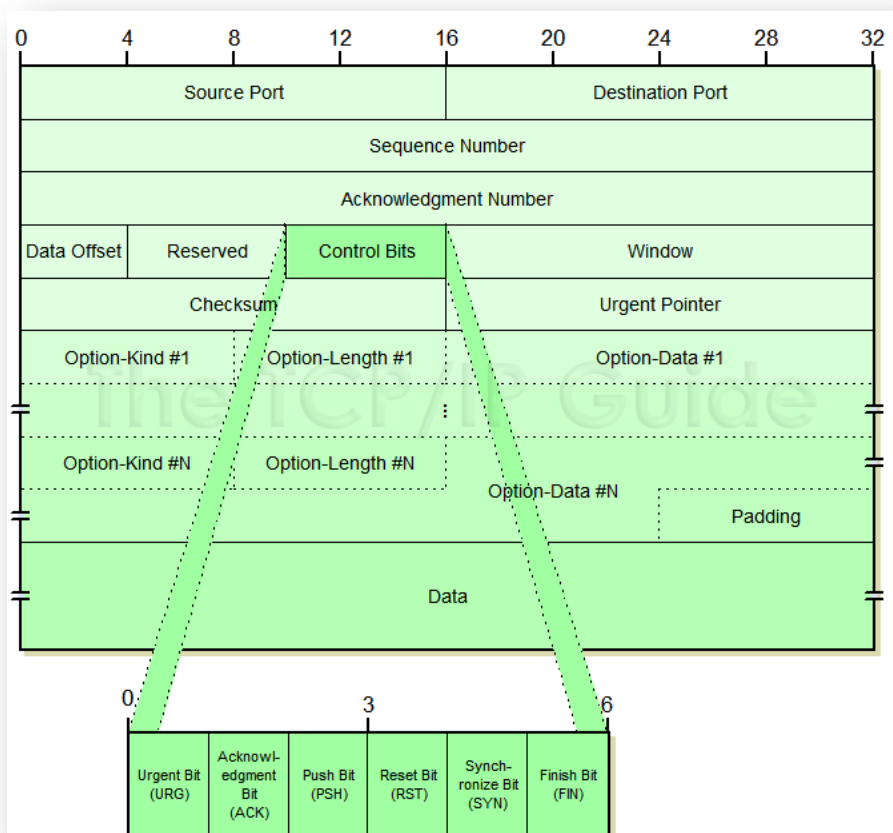 0 4 8 12 16 20 24 28 32
Source Port Destination Port
Sequence Number
Acknowledgment Number
Data Offset Reserved Control Bits Window
Checksum Urgent Pointer
Option-Kind #1 Option-Length #1 Option-Data #1
The TCP/IP Guide
...
Option-Kind #N Option-Length #N
Option-Data #N
Padding
Data
0 3 6
Urgent Bit
(URG)
Acknowl-
edgment
Bit
(ACK)
Push Bit
(PSH)
Reset Bit
(RST)
Synch-
ronize Bit
(SYN)
Finish Bit
(FIN)